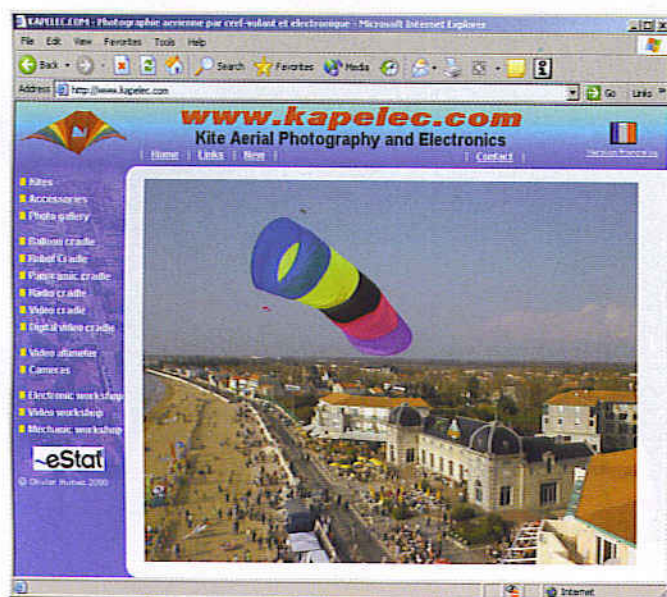 KAPELEC.COM - Photographie aerienne par cerf-volant et electronique - Microsoft Internet Explorer
File Edit View Favorites Tools Help
Back Search Favorites Media
Address http://www.kapelec.com Go Links
www.kapelec.com
Kite Aerial Photography and Electronics
| Home | Links | New | | Contact |
Version Française
Kites
Accessories
Photo gallery
Balloon cradle
Robot Cradle
Panoramic cradle
Radio cradle
Video cradle
Digital video cradle
Video altimeter
Cameras
Electronic workshop
Video workshop
Mechanic workshop
eStat
© Olivier Humez 2000
Internet